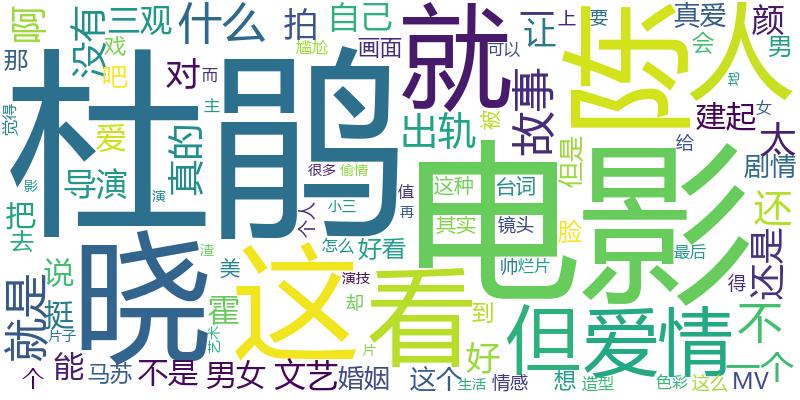 杜鹃
电影
陈
人
就
晓
这
看
但
爱情
故事
什么
没有
三观
拍
自己
画面
让
真爱
颜
男
会
上
要
啊
那
戏
吧
尴尬
可以
而
对
主
真的
爱
导演
出轨
被
但是
建起
太
女
给
剧情
觉得
影
演
很多
偷情
小三
个人
值
再
这种
台词
其实
镜头
脸
还
还是
把
去
说
挺
就是
美
渣
霍
怎么
好看
演技
却
到
好
帅
烂片
最后
得
不
一个
片子
艺术
片
个
能
马苏
不是
男女
文艺
婚姻
这个
生活
情感
想
造型
色彩
这么
MV